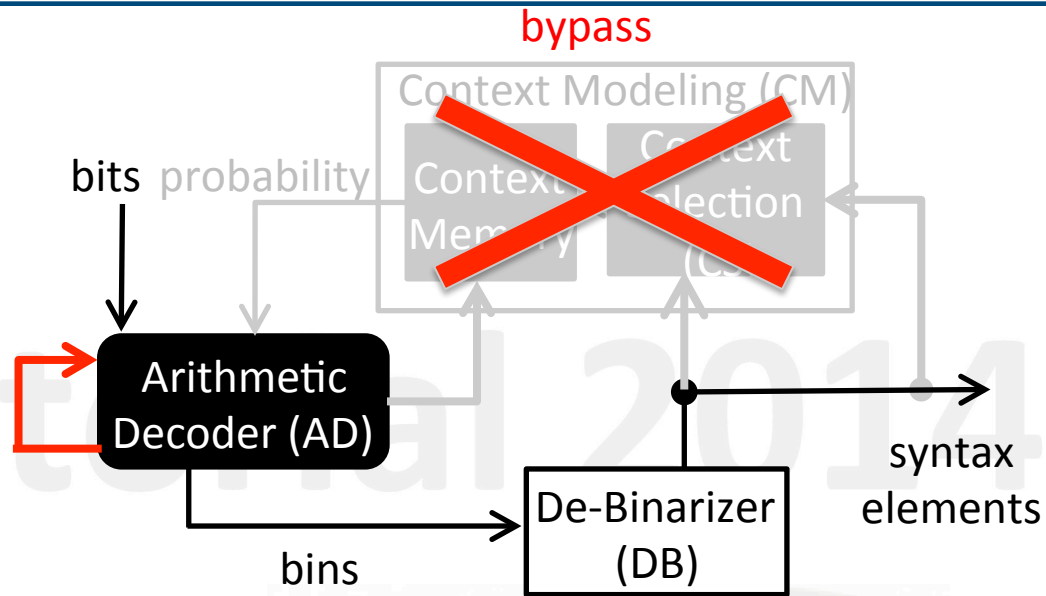 bypass
Context Modeling (CM)
bits
probability
Context
Memory
Context
Selection
(CS)
Arithmetic
Decoder (AD)
torial 2014
syntax
elements
De-Binarizer
(DB)
bins